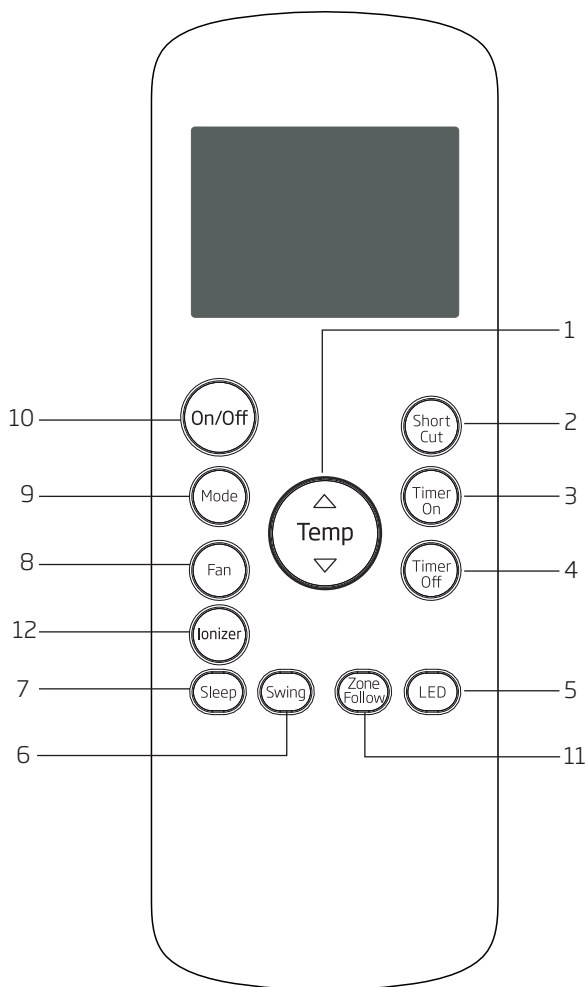 1
10
On/Off
Short
Cut
2
9
Mode
Temp
Timer
On
3
8
Fan
Timer
Off
4
12
Ionizer
7
Sleep
Swing
Zone
Follow
LED
5
6
11